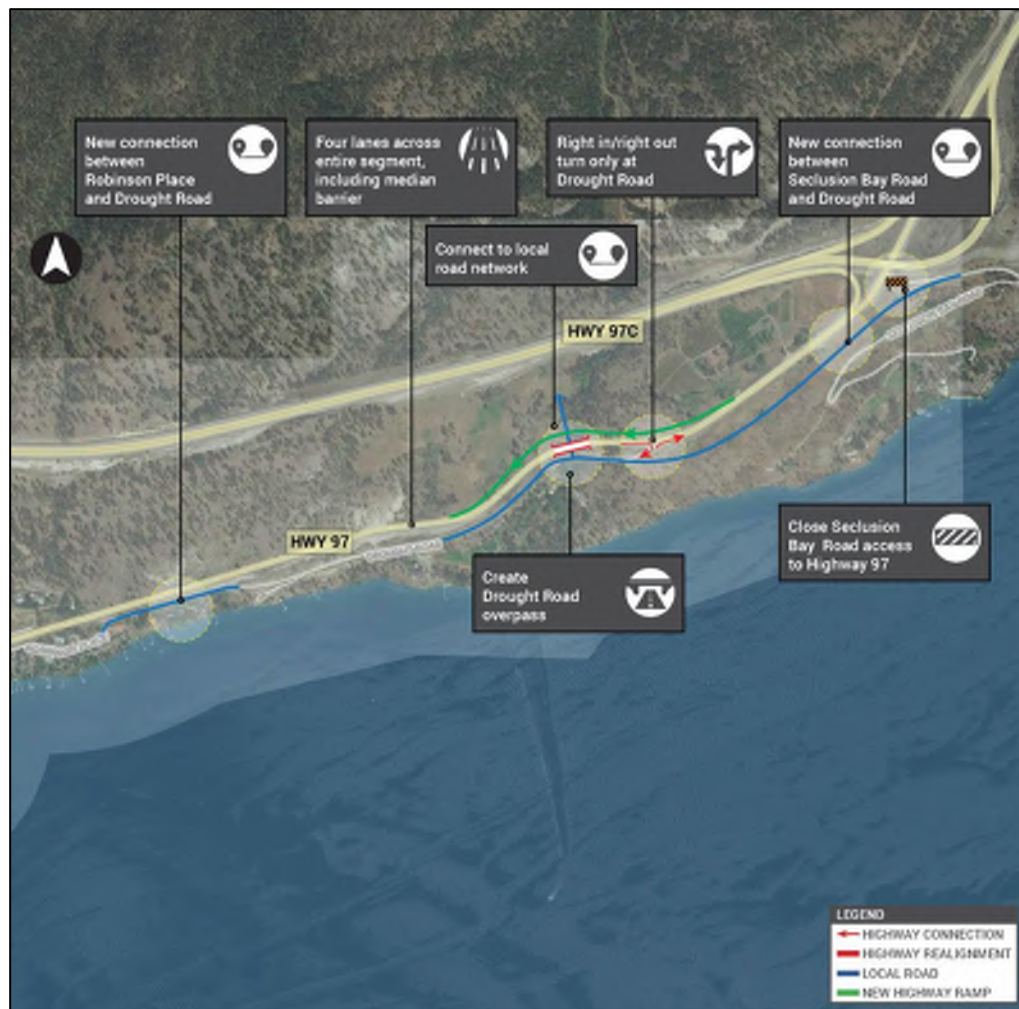 New connection
between
Robinson Place
and Drought Road
Four lanes across
entire segment,
including median
barrier
Right in/right out
turn only at
Drought Road
New connection
between
Seclusion Bay Road
and Drought Road
Connect to local
road network
HWY 97C
HWY 97
Create
Drought Road
overpass
Close Seclusion
Bay Road access
to Highway 97
LEGEND
HIGHWAY CONNECTION
HIGHWAY REALIGNMENT
LOCAL ROAD
NEW HIGHWAY RAMP